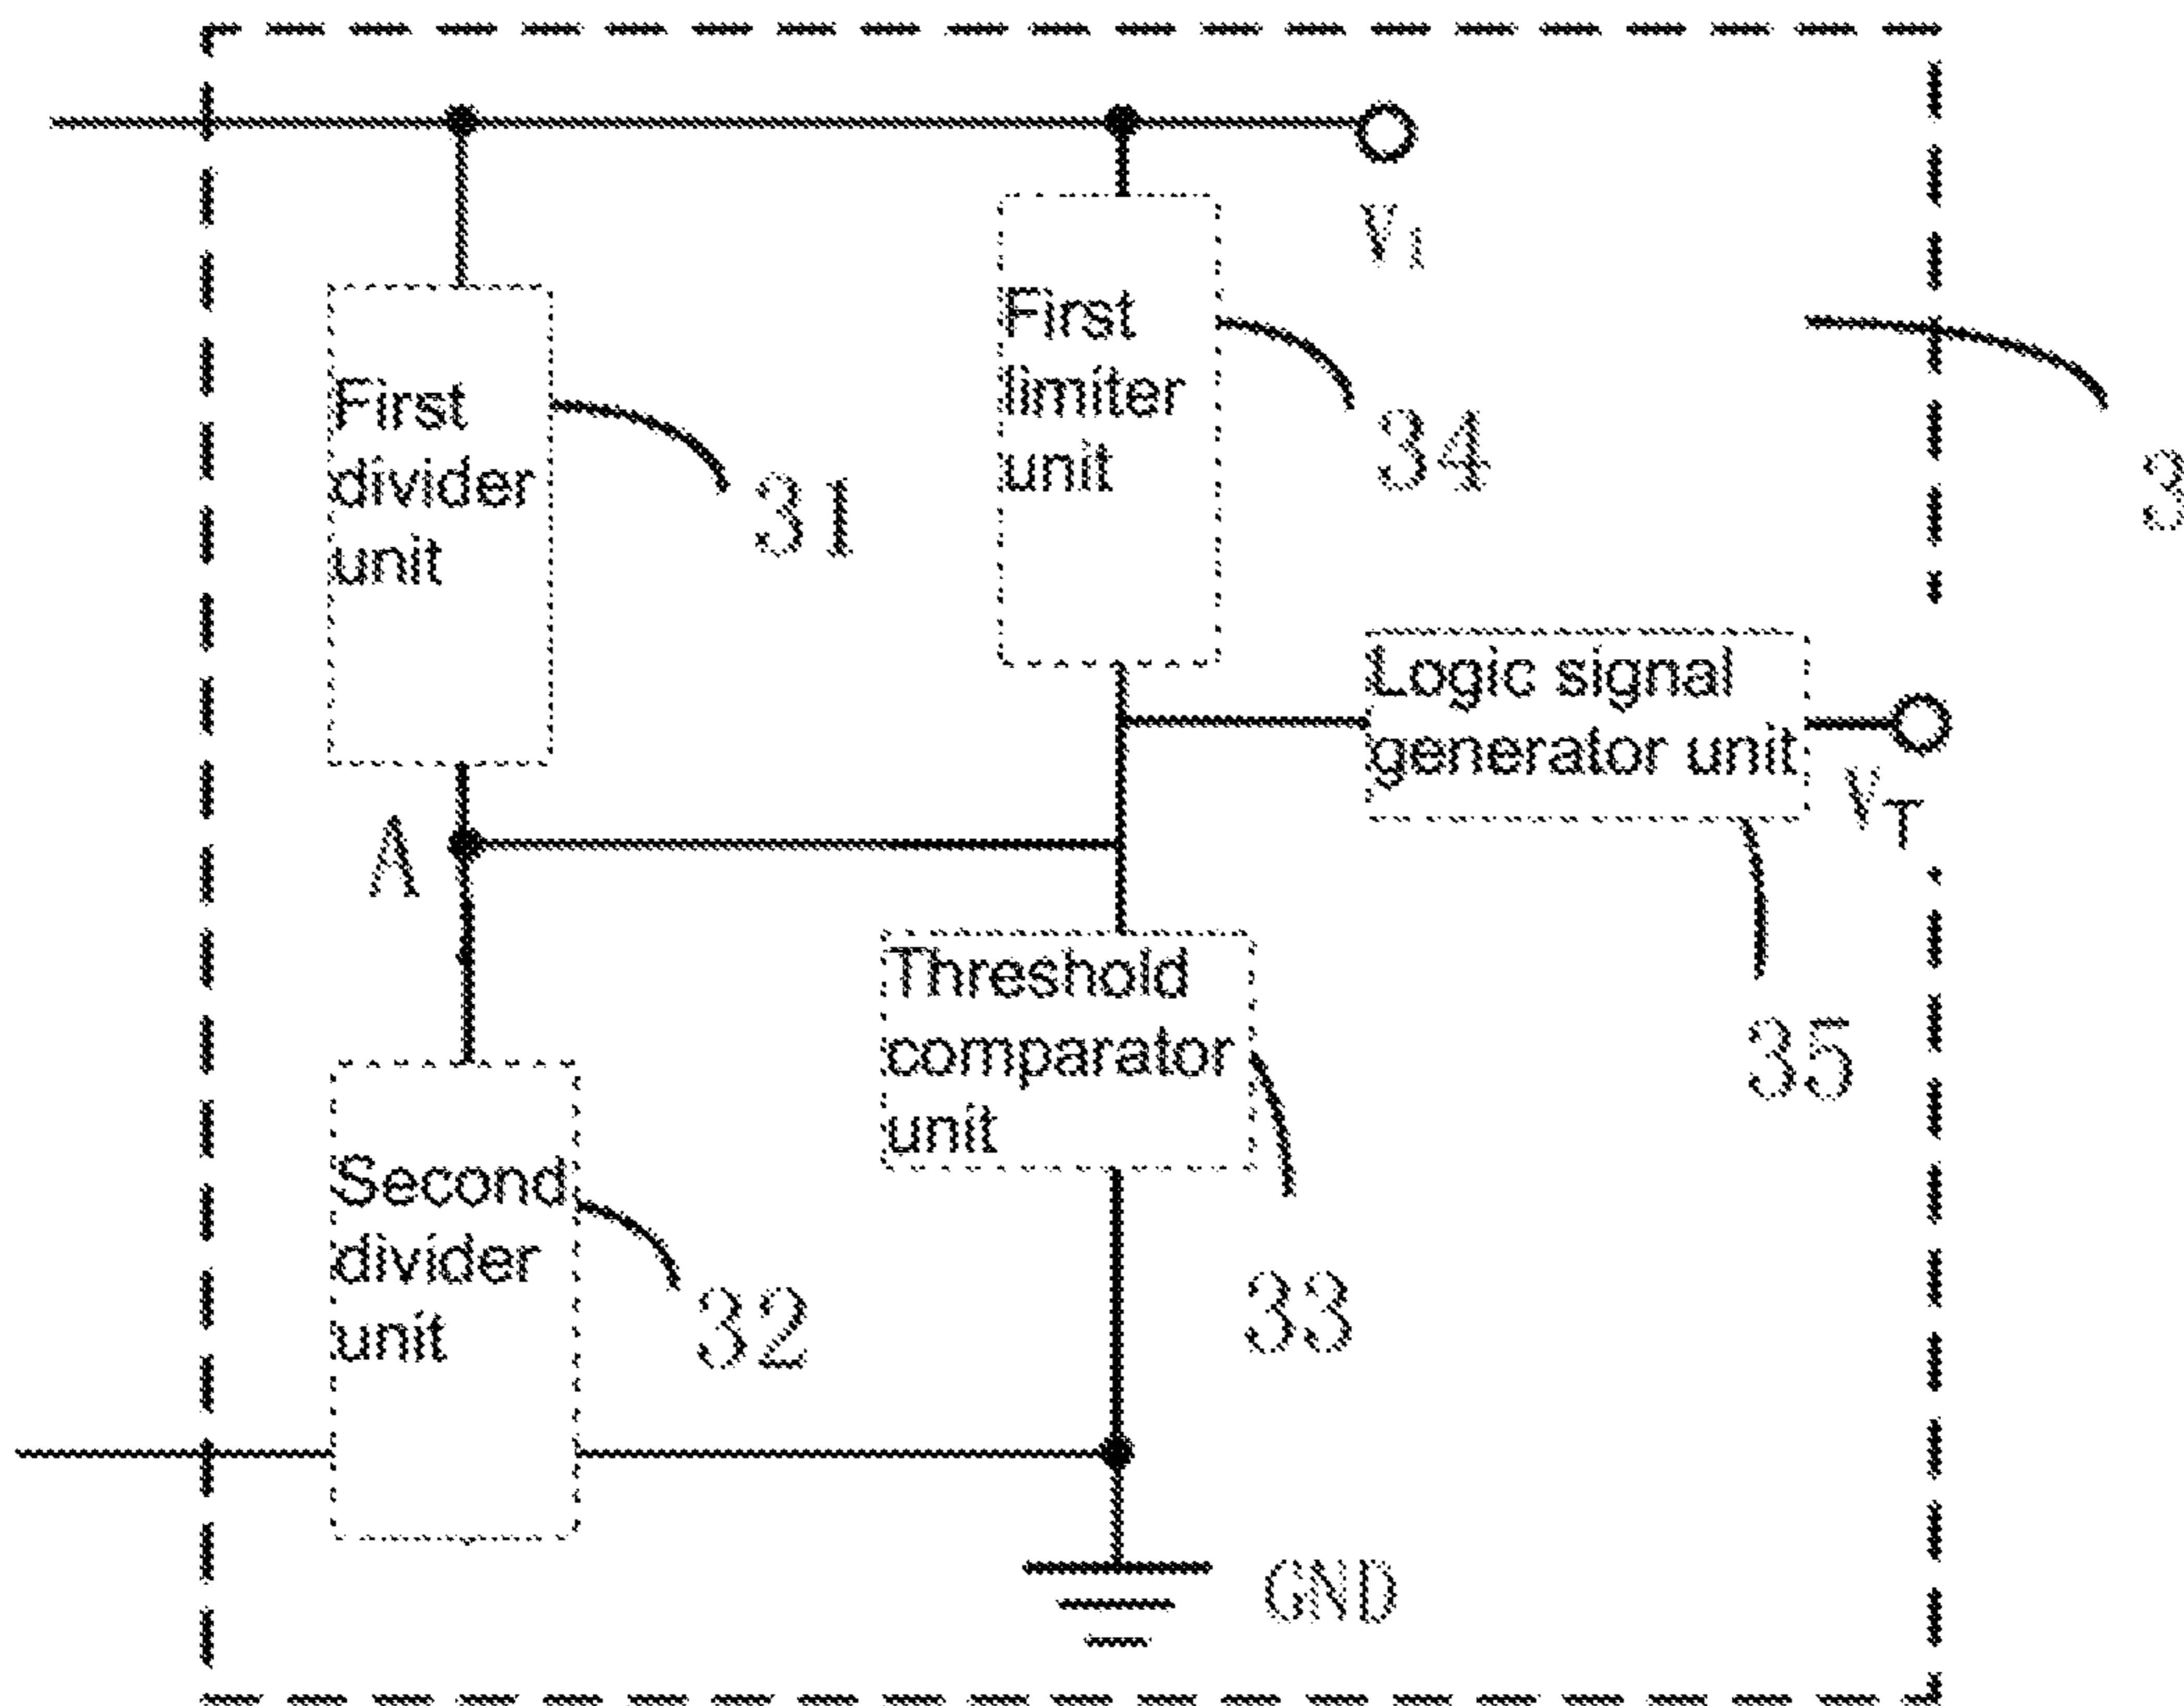 V1
First
limiter
unit
34
3
First
divider
unit
31
Logic signal
generator unit
VT
A
Threshold
comparator
unit
35
Second
divider
unit
32
33
GND